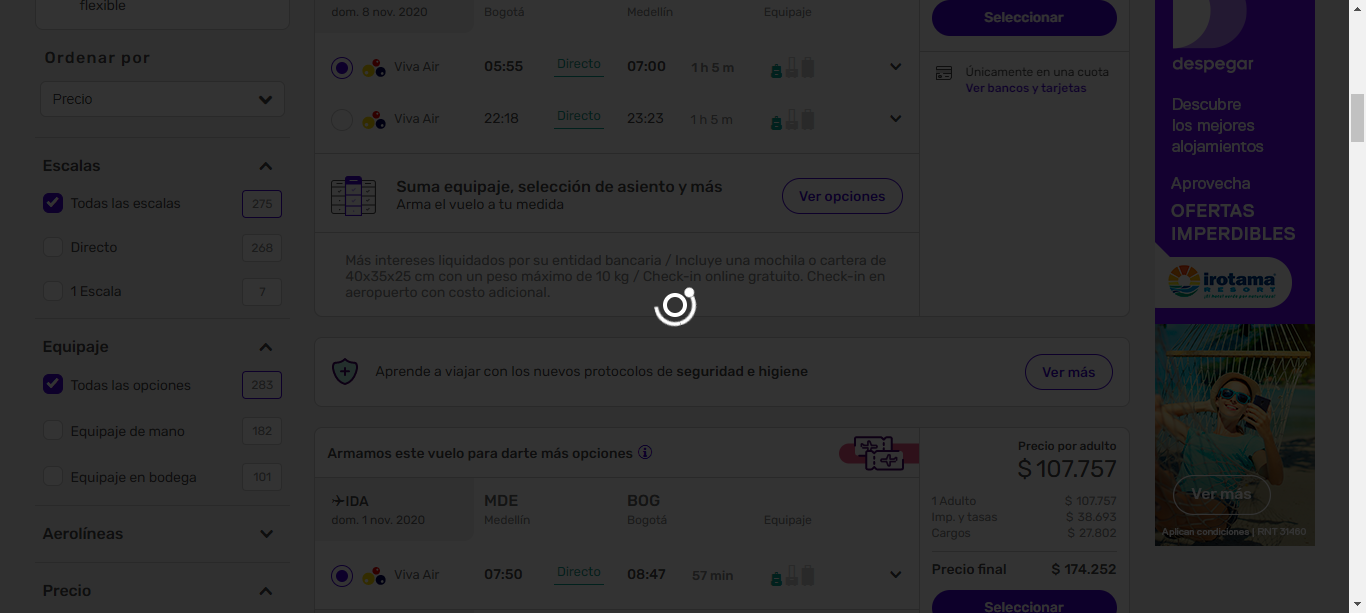 flexible
Ordenar por
Precio
Escalas
Todas las escalas 275
Directo 268
1 Escala 7
Equipaje
Todas las opciones 283
Equipaje de mano 182
Equipaje en bodega 101
Aerolíneas
Precio
dom. 8 nov. 2020 Bogotá Medellín Equipaje
Viva Air 05:55 Directo 07:00 1 h 5 m
Viva Air 22:18 Directo 23:23 1 h 5 m
Suma equipaje, selección de asiento y más
Arma el vuelo a tu medida
Ver opciones
Más intereses liquidados por su entidad bancaria / Incluye una mochila o cartera de
40x35x25 cm con un peso máximo de 10 kg / Check-in online gratuito. Check-in en
aeropuerto con costo adicional.
Seleccionar
Únicamente en una cuota
Ver bancos y tarjetas
Aprende a viajar con los nuevos protocolos de seguridad e higiene
Ver más
Armamos este vuelo para darte más opciones
IDA MDE BOG
dom. 1 nov. 2020 Medellín Bogotá Equipaje
Viva Air 07:50 Directo 08:47 57 min
Precio por adulto
$ 107.757
1 Adulto $ 107.757
Imp. y tasas $ 38.693
Cargos $ 27.802
Precio final $ 174.252
Seleccionar
despegar
Descubre
los mejores
alojamientos
Aprovecha
OFERTAS
IMPERDIBLES
irotama
RESORT
Ver más
Aplican condiciones | RNT 31460